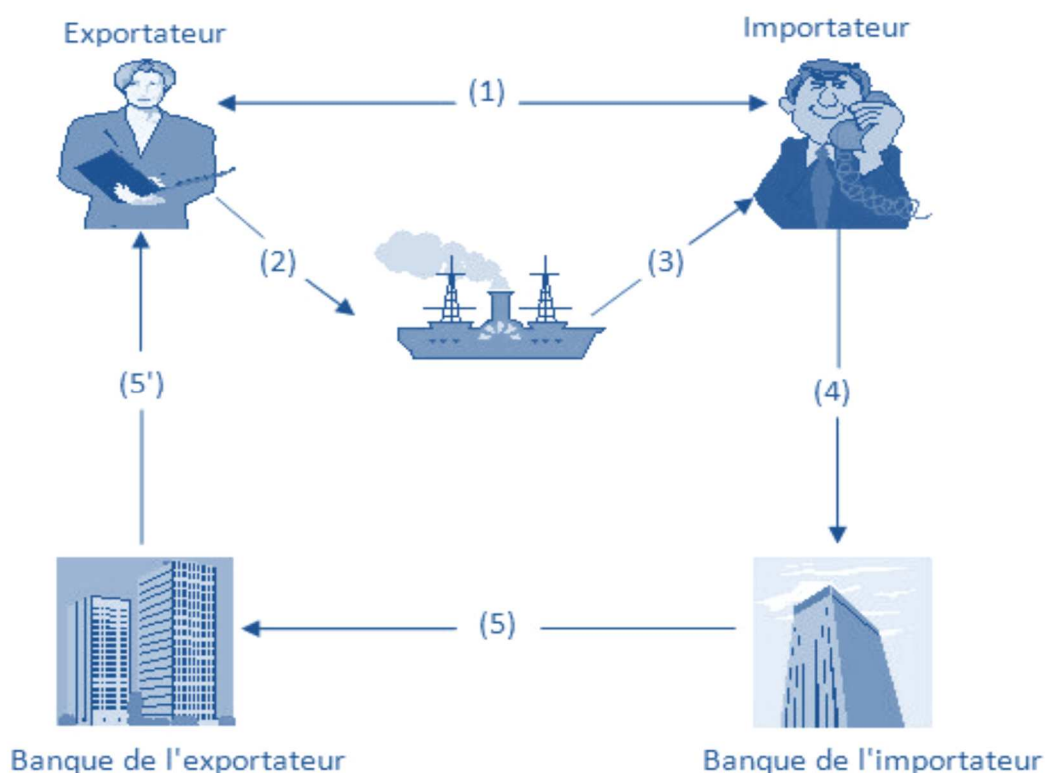 Exportateur
Importateur
(1)
(2)
(3)
(5')
(4)
(5)
Banque de l'exportateur
Banque de l'importateur